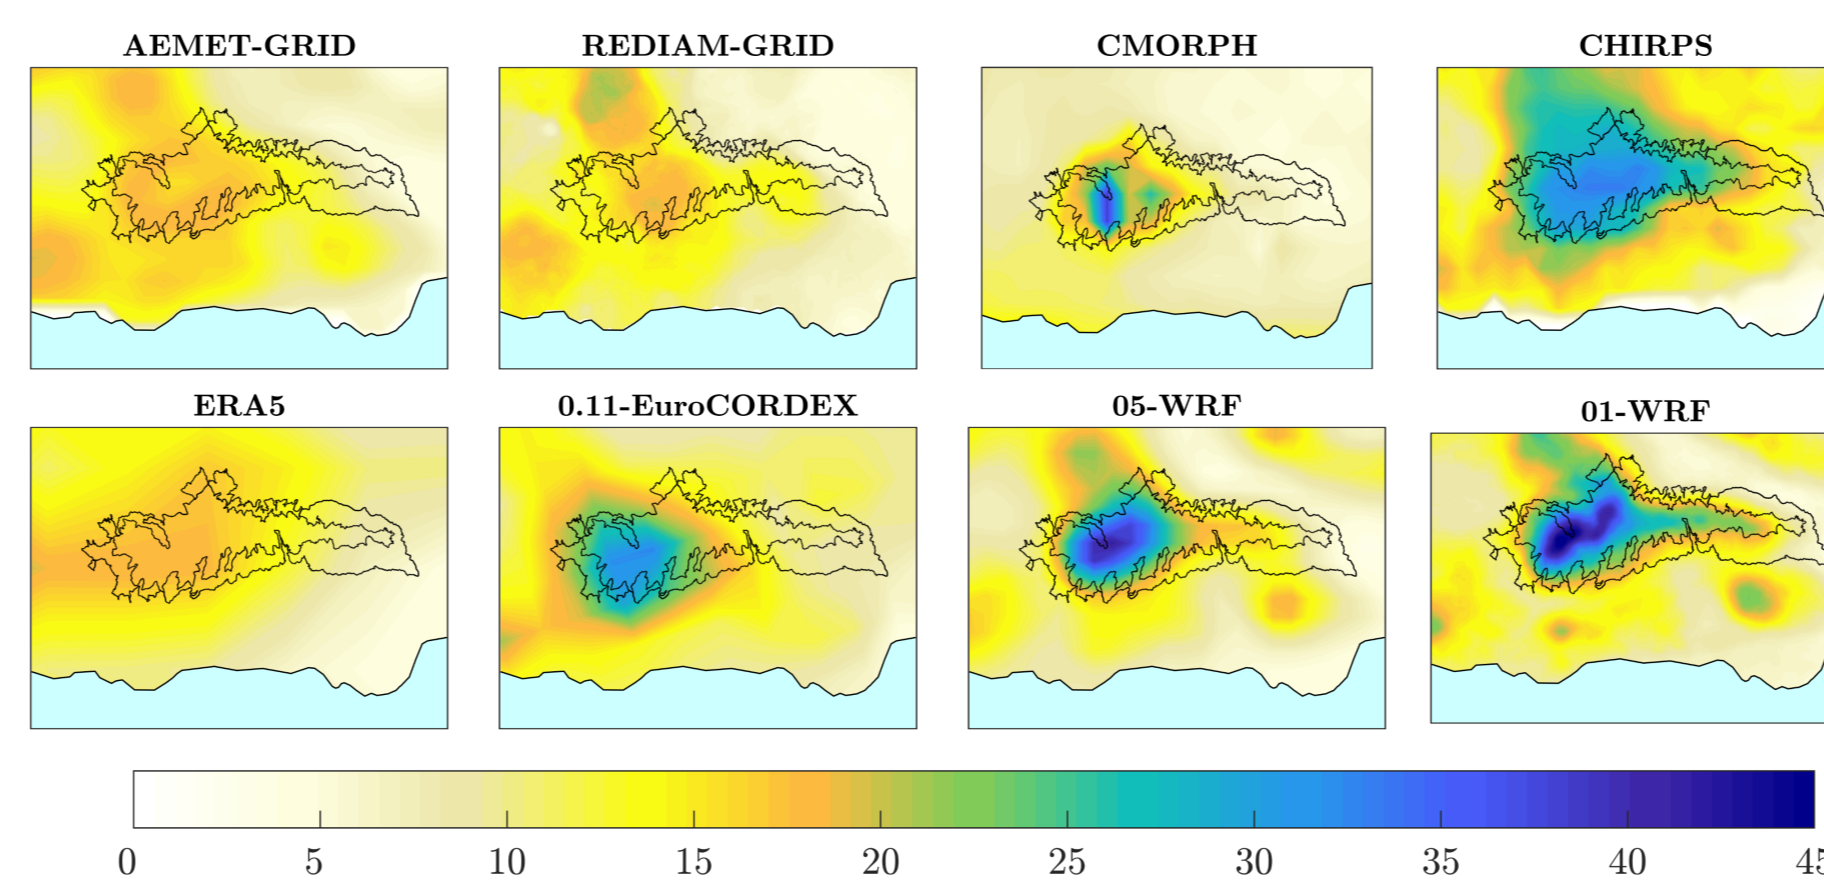 AEMET-GRID REDIAM-GRID CMORPH CHIRPS
ERA5 0.11-EuroCORDEX 05-WRF 01-WRF
0 5 10 15 20 25 30 35 40 45